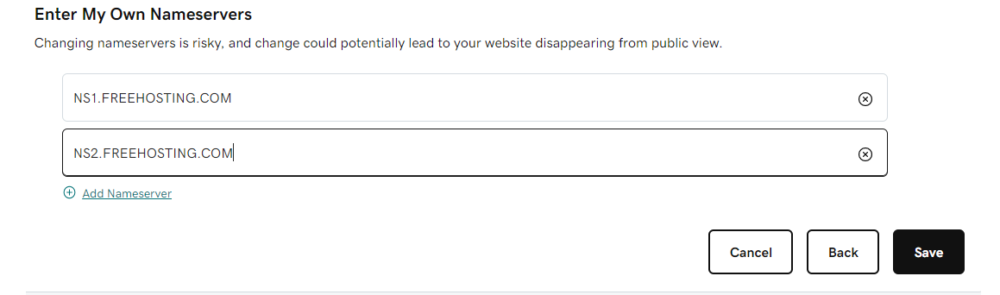 Enter My Own Nameservers
Changing nameservers is risky, and change could potentially lead to your website disappearing from public view.
NS1.FREEHOSTING.COM
NS2.FREEHOSTING.COM
Add Nameserver
Cancel
Back
Save